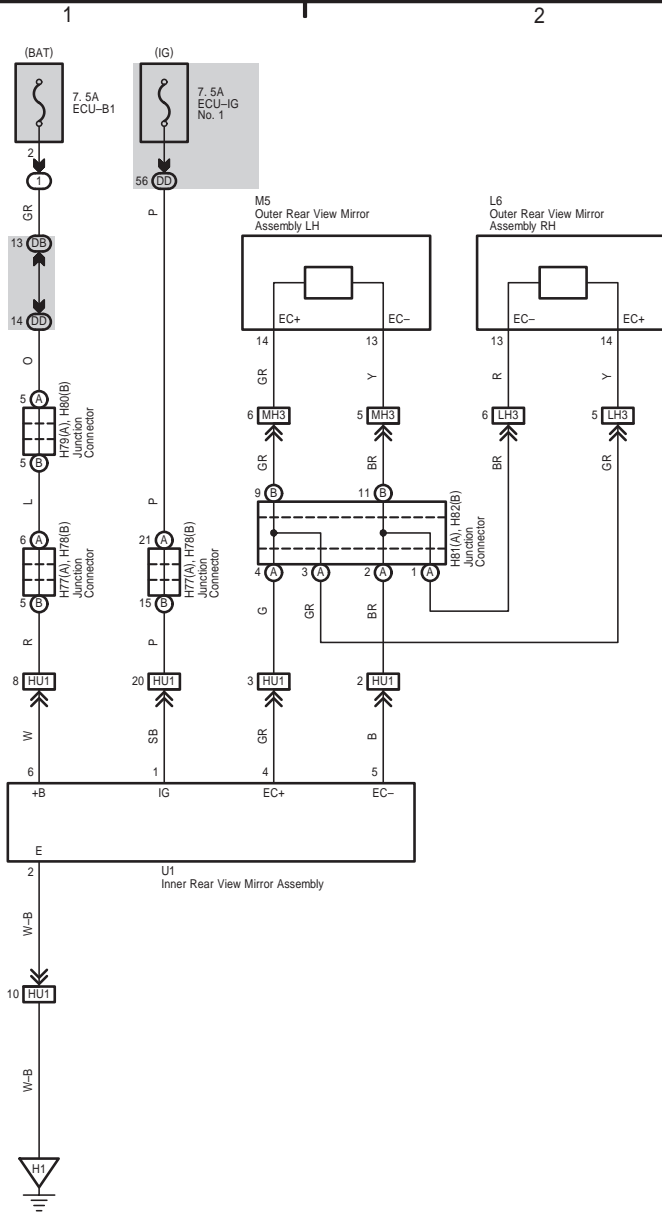 1 2
(BAT) (IG)
7. 5A
ECU–B1
7. 5A
ECU–IG
No. 1
2
1
56 DD
GR
P
13 DB
14 DD
M5
Outer Rear View Mirror
Assembly LH
L6
Outer Rear View Mirror
Assembly RH
EC+ EC– EC– EC+
14 13 13 14
O
GR Y R Y
5 A
H79(A), H80(B)
Junction
Connector
5 B
6 MH3 5 MH3 6 LH3 5 LH3
GR BR BR GR
L P
9 B 11 B
H81(A), H82(B)
Junction
Connector
4 A 3 A 2 A 1 A
6 A
H77(A), H78(B)
Junction
Connector
5 B
21 A
H77(A), H78(B)
Junction
Connector
15 B
R P G GR BR
8 HU1 20 HU1 3 HU1 2 HU1
W SB GR B
6 1 4 5
+B IG EC+ EC–
E
2
U1
Inner Rear View Mirror Assembly
W–B
10 HU1
W–B
H1